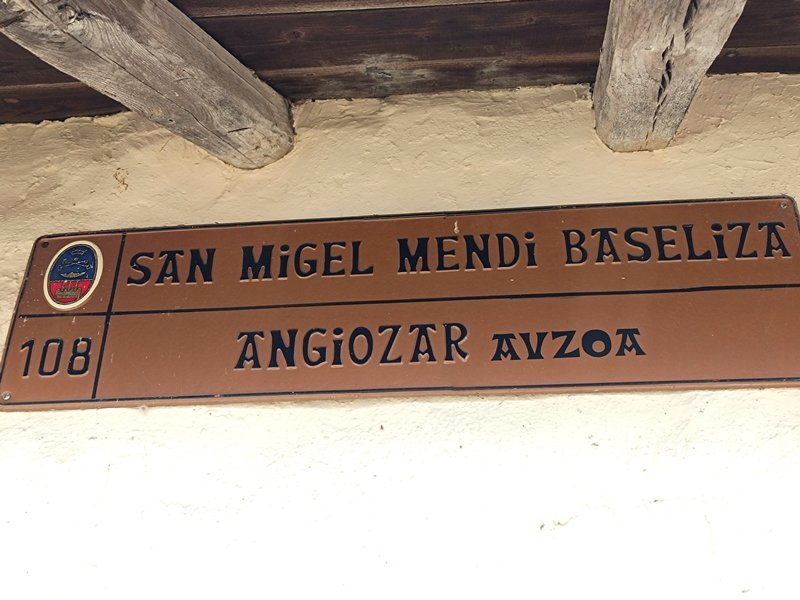 SAN MiGEL MENDi BASELiZA
108
ANGiOZAR AVZOA